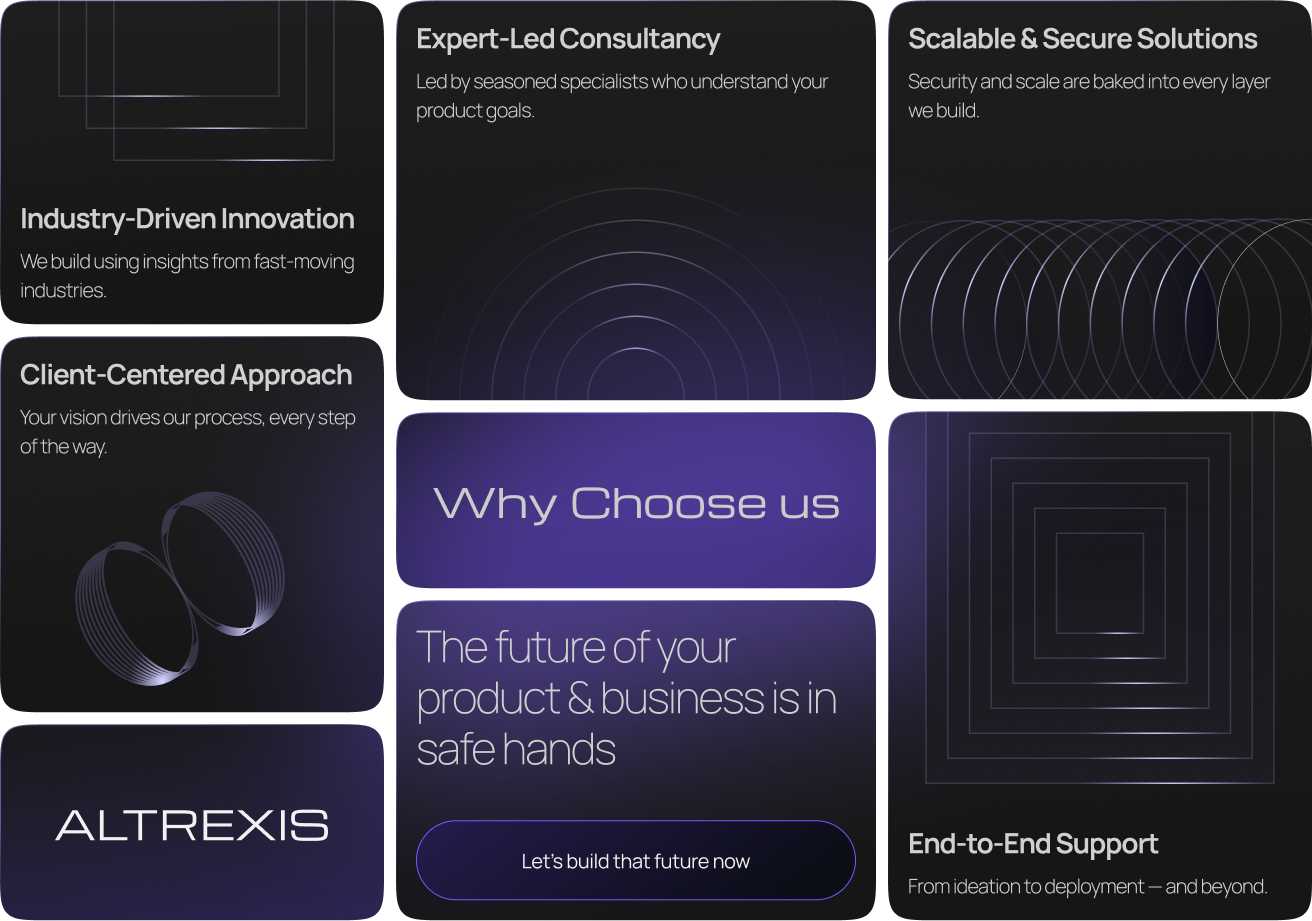 Industry-Driven Innovation
We build using insights from fast-moving
industries.
Client-Centered Approach
Your vision drives our process, every step
of the way.
ALTREXIS
Expert-Led Consultancy
Led by seasoned specialists who understand your
product goals.
Why Choose us
The future of your
product & business is in
safe hands
Let's build that future now
Scalable & Secure Solutions
Security and scale are baked into every layer
we build.
End-to-End Support
From ideation to deployment — and beyond.